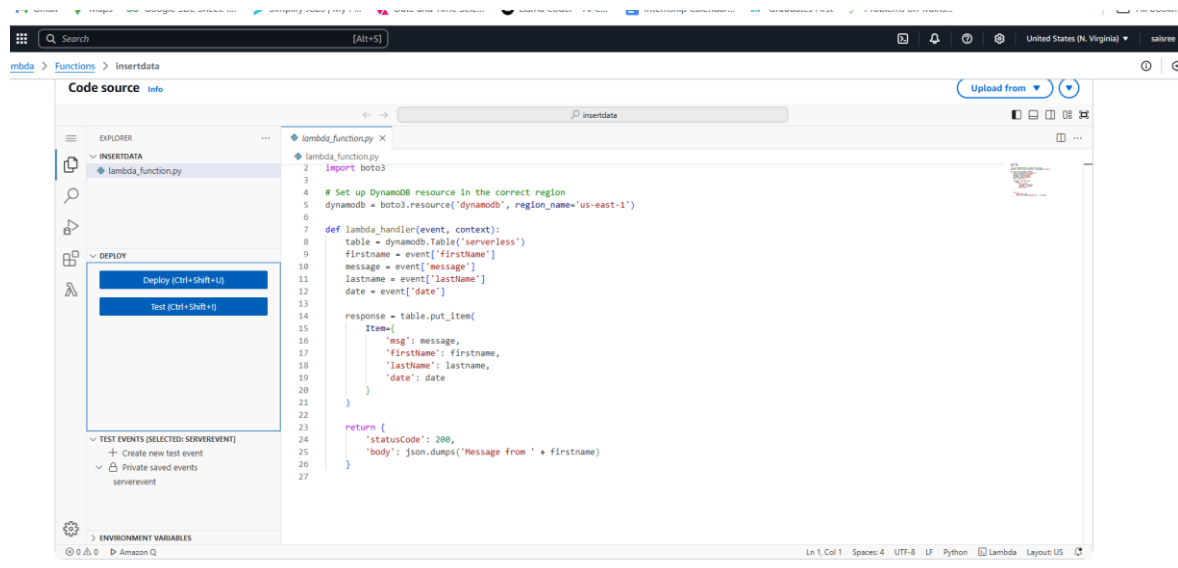 Search
[Alt+S]
United States (N. Virginia)
saisree
mbda > Functions > insertdata
Code source Info
Upload from
insertdata
EXPLORER
lambda_function.py
INSERTDATA
lambda_function.py
lambda_function.py
2 import boto3
3
4 # Set up DynamoDB resource in the correct region
5 dynamodb = boto3.resource('dynamodb', region_name='us-east-1')
6
7 def lambda_handler(event, context):
8 table = dynamodb.Table('serverless')
9 firstname = event['firstName']
10 message = event['message']
11 lastname = event['lastName']
12 date = event['date']
13
14 response = table.put_item(
15 Item={
16 'msg': message,
17 'firstName': firstname,
18 'lastName': lastname,
19 'date': date
20 }
21 )
22
23 return {
24 'statusCode': 200,
25 'body': json.dumps('Message from ' + firstname)
26 }
27
DEPLOY
Deploy (Ctrl+Shift+U)
Test (Ctrl+Shift+I)
TEST EVENTS [SELECTED: SERVEREVENT]
Create new test event
Private saved events
serverevent
ENVIRONMENT VARIABLES
0 0 Amazon Q
Ln 1, Col 1 Spaces: 4 UTF-8 LF Python Lambda Layout: US